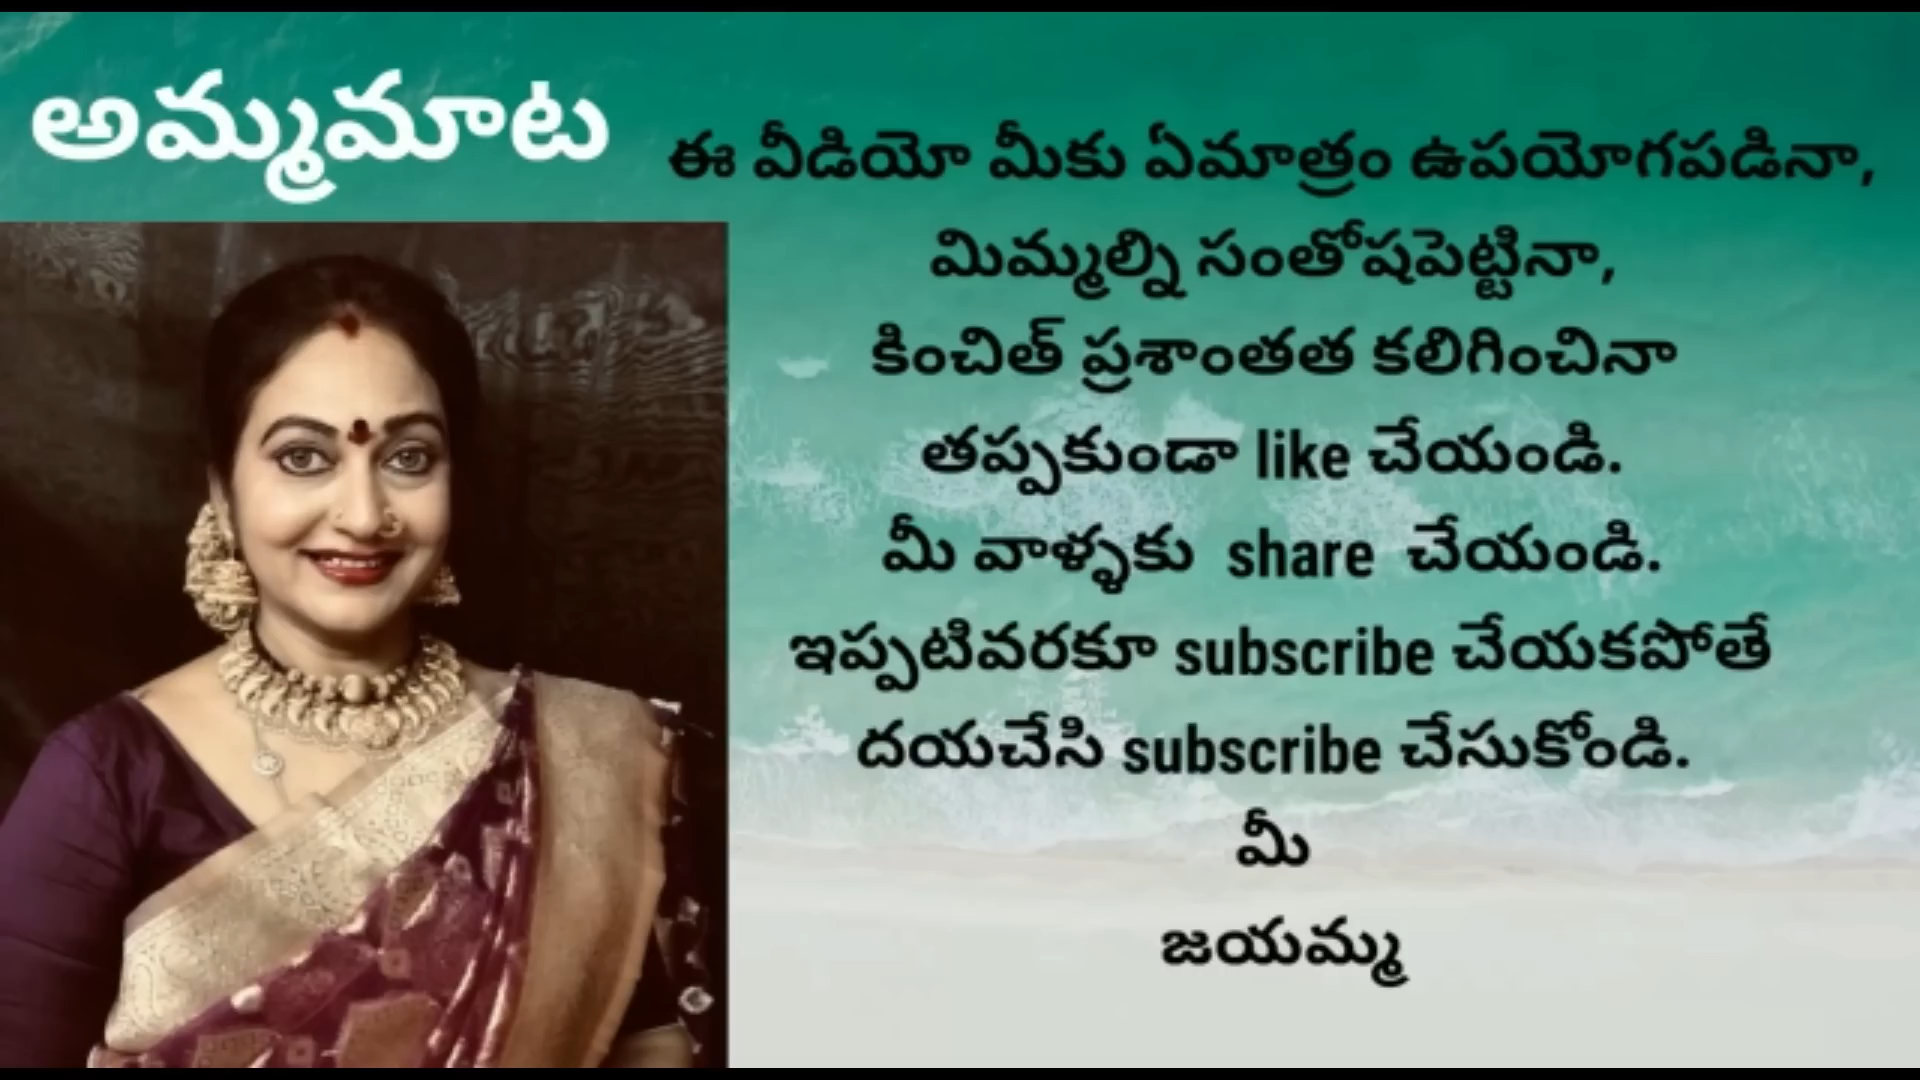 అమ్మమాట
ఈ వీడియో మీకు ఏమాత్రం ఉపయోగపడినా,
మిమ్మల్ని సంతోషపెట్టినా,
కించిత్ ప్రశాంతత కలిగించినా
తప్పకుండా like చేయండి.
మీ వాళ్ళకు share చేయండి.
ఇప్పటివరకూ subscribe చేయకపోతే
దయచేసి subscribe చేసుకోండి.
మీ
జయమ్మ